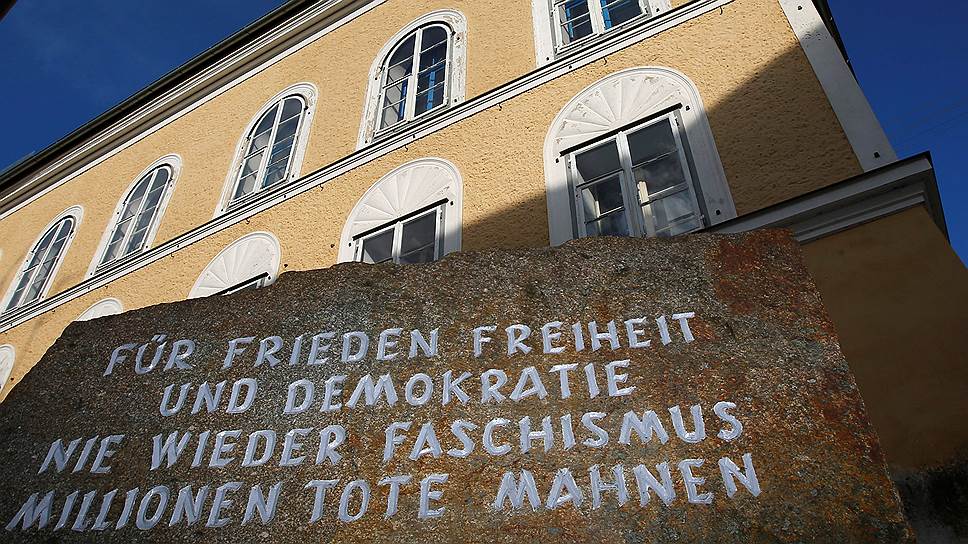 FÜR FRIEDEN FREIHEIT
UND DEMOKRATIE
NIE WIEDER FASCHISMUS
MILLIONEN TOTE MAHNEN